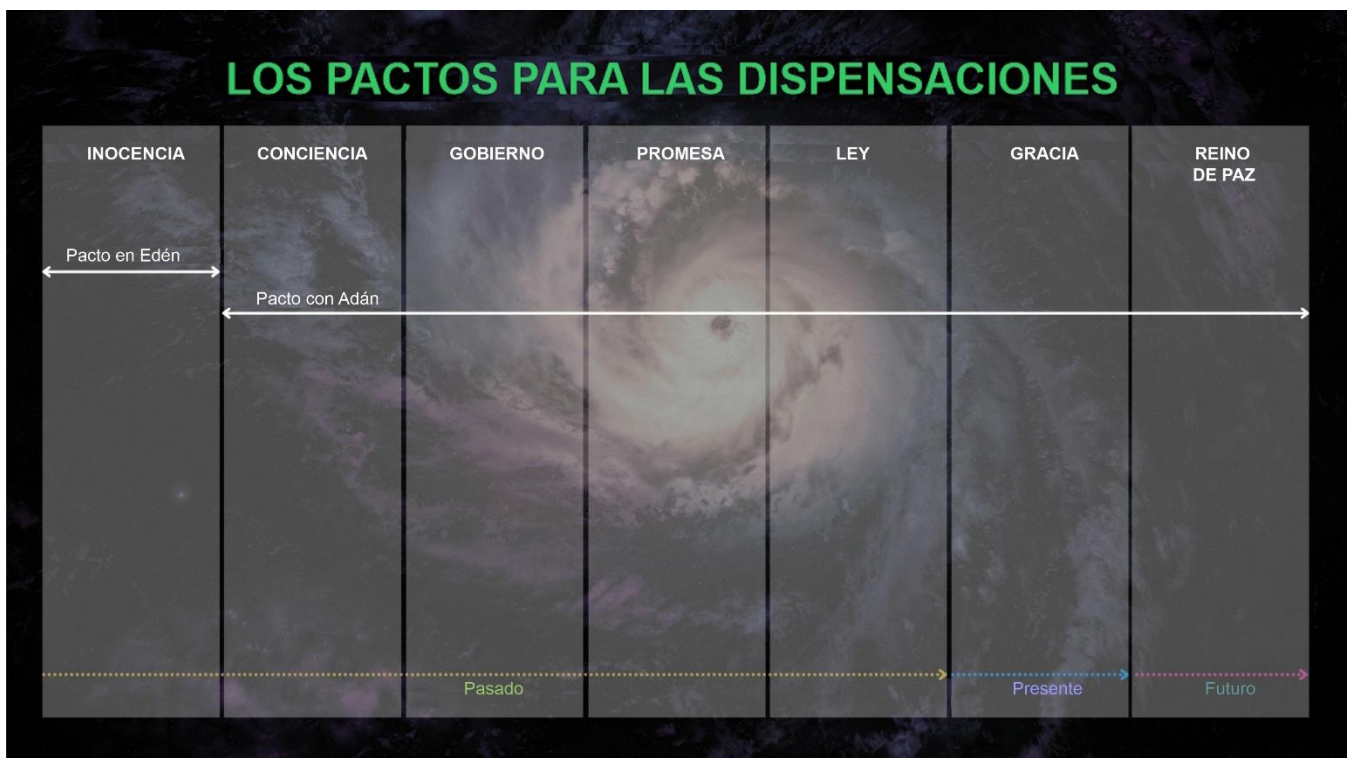 LOS PACTOS PARA LAS DISPENSACIONES
INOCENCIA
CONCIENCIA
GOBIERNO
PROMESA
LEY
GRACIA
REINO
DE PAZ
Pacto en Edén
Pacto con Adán
Pasado
Presente
Futuro